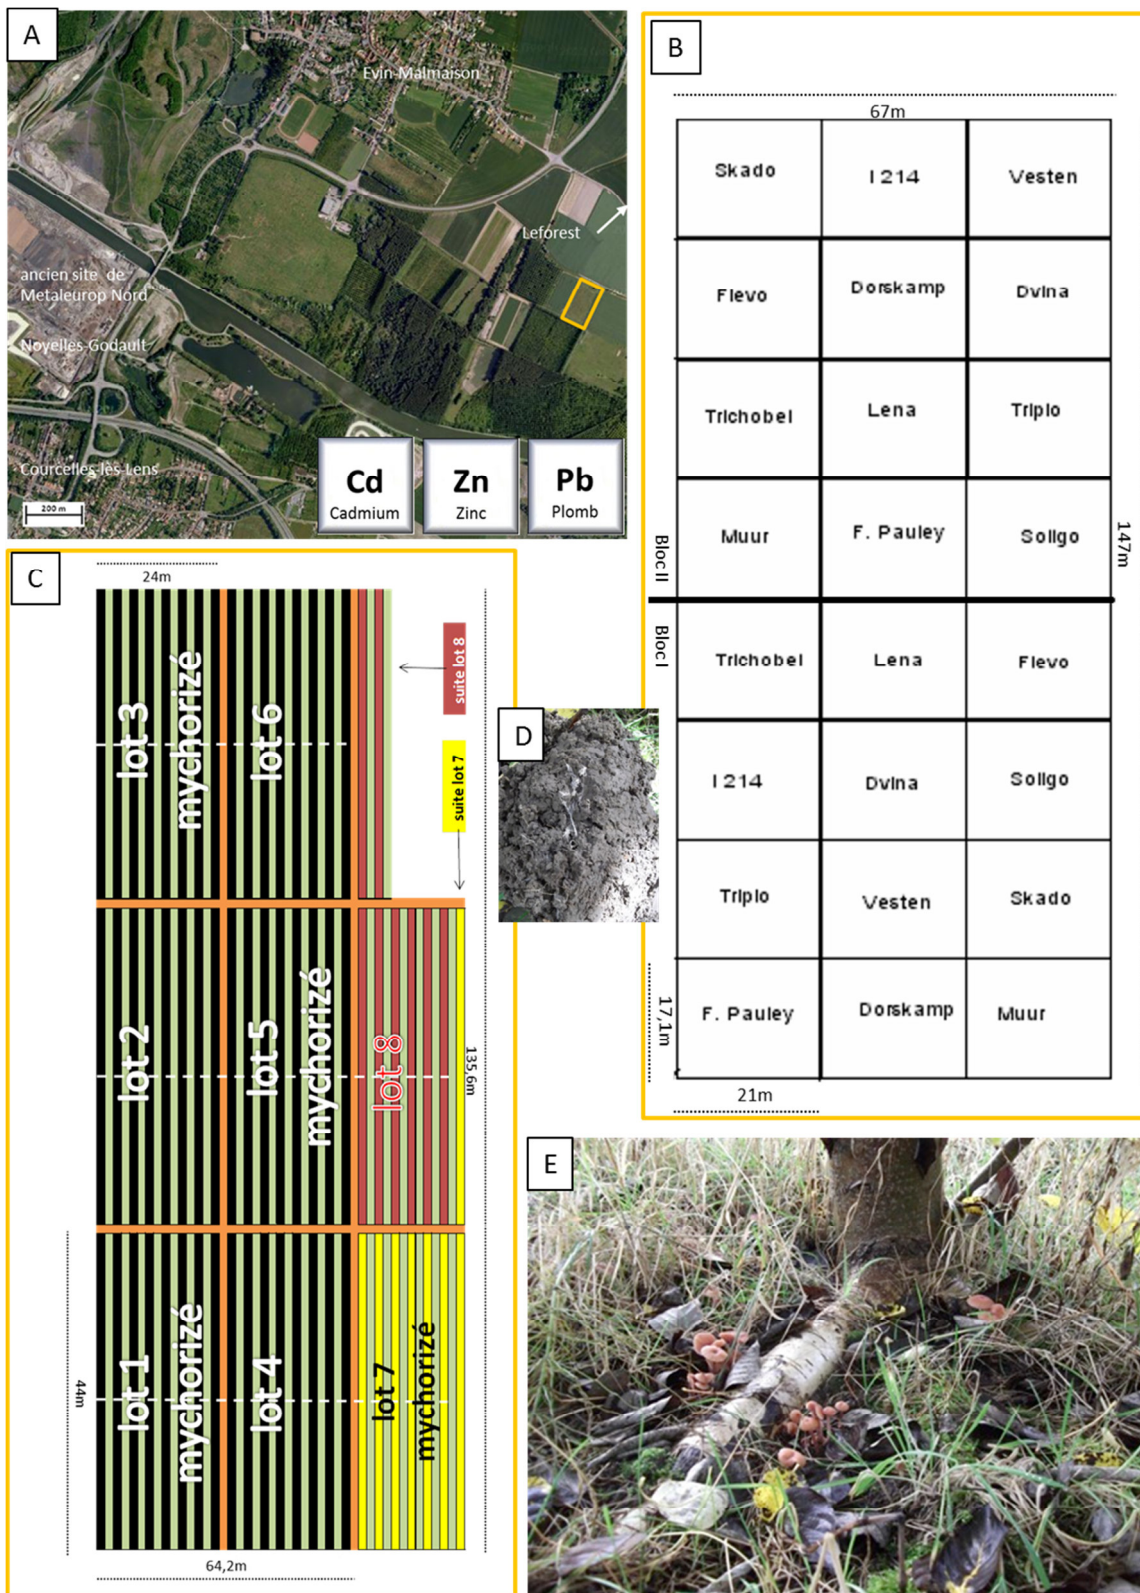 A
Evin-Malmaison
Leforest
ancien site de
Metaleurop Nord
Noyelles-Godault
Courcelles-lès-Lens
200 m
Cd
Cadmium
Zn
Zinc
Pb
Plomb
B
67m
Skado
I 214
Vesten
Flevo
Dorskamp
Dvina
Trichobel
Lena
Triplo
Muur
F. Pauley
Soligo
147m
Bloc II
Bloc I
Trichobel
Lena
Flevo
I 214
Dvina
Soligo
Triplo
Vesten
Skado
F. Pauley
Dorskamp
Muur
17,1m
21m
C
24m
lot 3
mychorizé
lot 6
suite lot 8
suite lot 7
lot 2
lot 5
mychorizé
lot 8
135,6m
lot 1
mychorizé
lot 4
lot 7
mychorizé
44m
64,2m
D
E